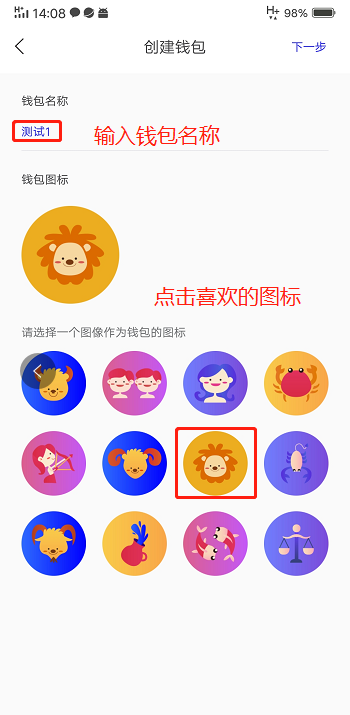 14:08
H+ 98%
创建钱包
下一步
钱包名称
测试1
输入钱包名称
钱包图标
点击喜欢的图标
请选择一个图像作为钱包的图标